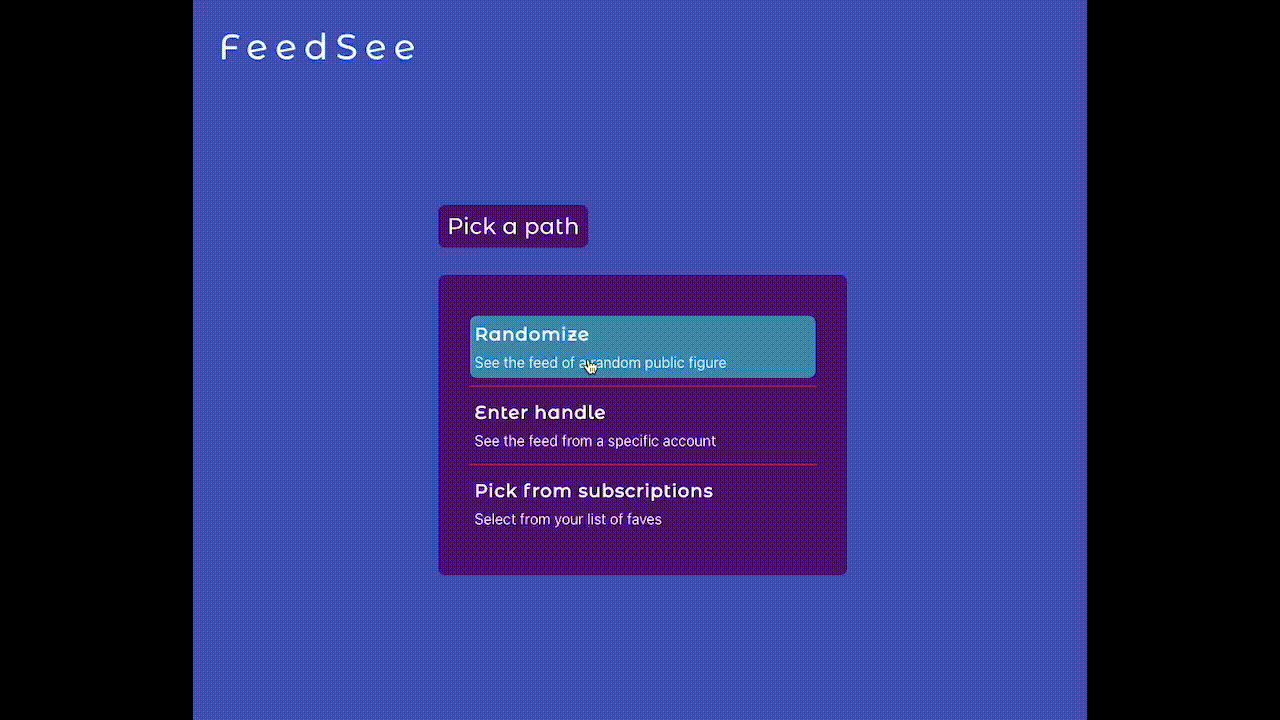 FeedSee
Pick a path
Randomize
See the feed of a random public figure
Enter handle
See the feed from a specific account
Pick from subscriptions
Select from your list of faves